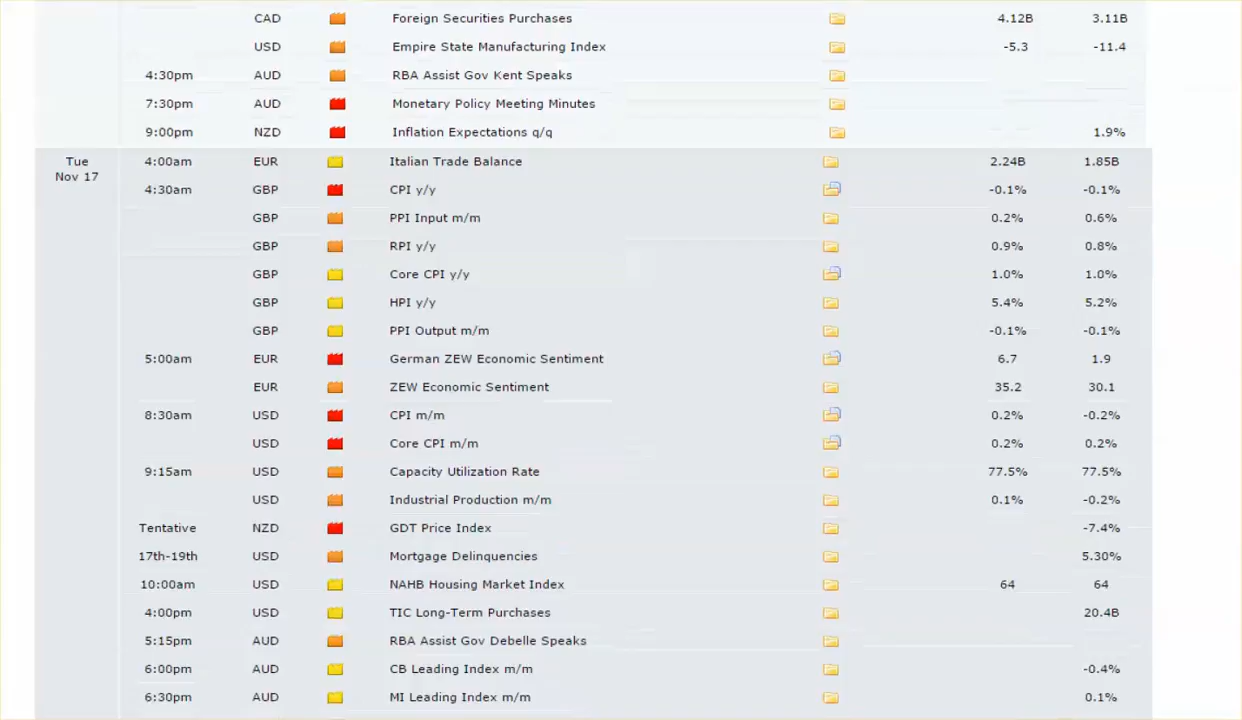 CAD Foreign Securities Purchases 4.12B 3.11B
USD Empire State Manufacturing Index -5.3 -11.4
4:30pm AUD RBA Assist Gov Kent Speaks
7:30pm AUD Monetary Policy Meeting Minutes
9:00pm NZD Inflation Expectations q/q 1.9%
Tue 4:00am EUR Italian Trade Balance 2.24B 1.85B
Nov 17
4:30am GBP CPI y/y -0.1% -0.1%
GBP PPI Input m/m 0.2% 0.6%
GBP RPI y/y 0.9% 0.8%
GBP Core CPI y/y 1.0% 1.0%
GBP HPI y/y 5.4% 5.2%
GBP PPI Output m/m -0.1% -0.1%
5:00am EUR German ZEW Economic Sentiment 6.7 1.9
EUR ZEW Economic Sentiment 35.2 30.1
8:30am USD CPI m/m 0.2% -0.2%
USD Core CPI m/m 0.2% 0.2%
9:15am USD Capacity Utilization Rate 77.5% 77.5%
USD Industrial Production m/m 0.1% -0.2%
Tentative NZD GDT Price Index -7.4%
17th-19th USD Mortgage Delinquencies 5.30%
10:00am USD NAHB Housing Market Index 64 64
4:00pm USD TIC Long-Term Purchases 20.4B
5:15pm AUD RBA Assist Gov Debelle Speaks
6:00pm AUD CB Leading Index m/m -0.4%
6:30pm AUD MI Leading Index m/m 0.1%